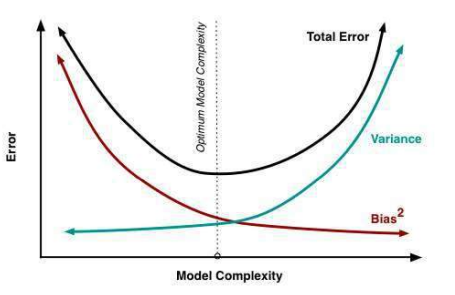 Total Error
Optimum Model Complexity
Variance
Error
Bias2
Model Complexity